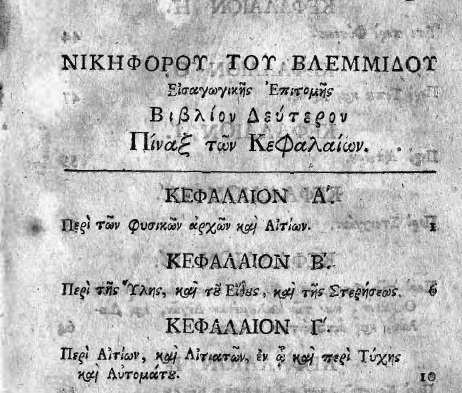 ΝΙΚΗΦΟΡΟΥ ΤΟΥ ΒΛΕΜΜΙΔΟΥ
Εἰσαγωγικῆς Ἐπιτομῆς
Βιβλίον Δεύτερον
Πίναξ τῶν Κεφαλαίων.
ΚΕΦΑΛΑΙΟΝ Α΄.
Περὶ τῶν Φυσικῶν ἀρχῶν καὶ Αἰτίων. 1
ΚΕΦΑΛΑΙΟΝ Β΄.
Περὶ τῆς Ὕλης, καὶ τοῦ Εἴδους, καὶ τῆς Στερήσεως. 6
ΚΕΦΑΛΑΙΟΝ Γ΄.
Περὶ Αἰτίων, καὶ Αἰτιατῶν, ἐν ᾧ καὶ περὶ Τύχης
καὶ Αὐτομάτου. 10